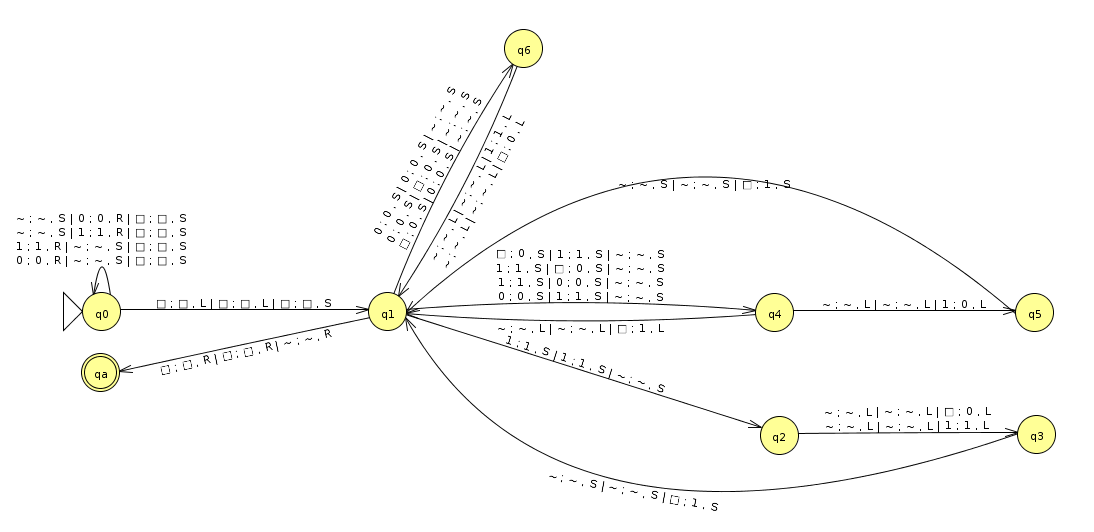 q6
0 ; 0 , S | 0 ; 0 , S | ~ ; ~ , S
0 ; 0 , S | □ ; 0 , S | ~ ; ~ , S
□ ; 0 , S | 0 ; 0 , S | ~ ; ~ , S
~ ; ~ , L | ~ ; ~ , L | 1 ; 1 , L
~ ; ~ , L | ~ ; ~ , L | □ ; 0 , L
~ ; ~ , S | ~ ; ~ , S | □ ; 1 , S
~ ; ~ , S | 0 ; 0 , R | □ ; □ , S
~ ; ~ , S | 1 ; 1 , R | □ ; □ , S
1 ; 1 , R | ~ ; ~ , S | □ ; □ , S
0 ; 0 , R | ~ ; ~ , S | □ ; □ , S
□ ; 0 , S | 1 ; 1 , S | ~ ; ~ , S
1 ; 1 , S | □ ; 0 , S | ~ ; ~ , S
1 ; 1 , S | 0 ; 0 , S | ~ ; ~ , S
0 ; 0 , S | 1 ; 1 , S | ~ ; ~ , S
q0
□ ; □ , L | □ ; □ , L | □ ; □ , S
q1
q4
~ ; ~ , L | ~ ; ~ , L | 1 ; 0 , L
q5
~ ; ~ , L | ~ ; ~ , L | □ ; 1 , L
qa
□ ; □ , R | □ ; □ , R | ~ ; ~ , R
1 ; 1 , S | 1 ; 1 , S | ~ ; ~ , S
~ ; ~ , L | ~ ; ~ , L | □ ; 0 , L
~ ; ~ , L | ~ ; ~ , L | 1 ; 1 , L
q2
q3
~ ; ~ , S | ~ ; ~ , S | □ ; 1 , S